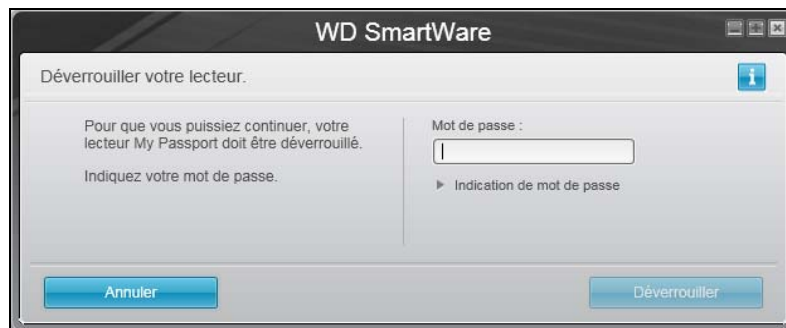 WD SmartWare
Déverrouiller votre lecteur.
Pour que vous puissiez continuer, votre
lecteur My Passport doit être déverrouillé.
Indiquez votre mot de passe.
Mot de passe :
Indication de mot de passe
Annuler
Déverrouiller